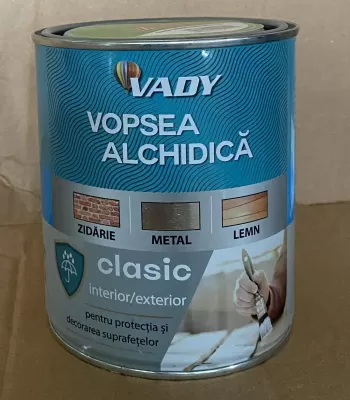 VADY
VOPSEA
ALCHIDICĂ
ZIDĂRIE METAL LEMN
clasic
interior/exterior
pentru protecția și
decorarea suprafețelor